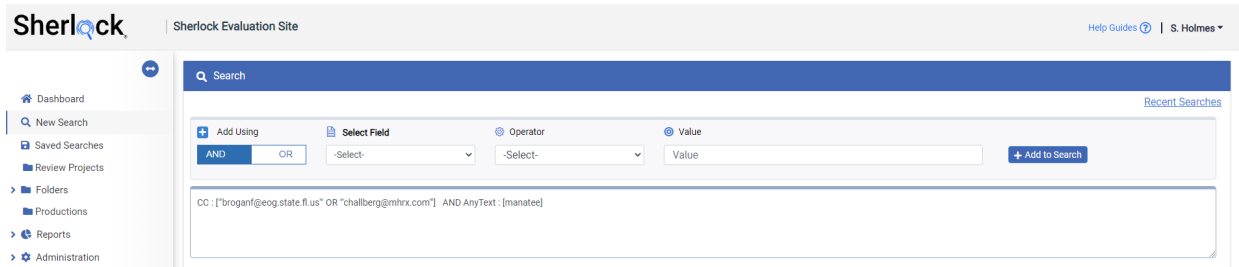 Sherlock®
Sherlock Evaluation Site
Help Guides
S. Holmes
Search
Dashboard
New Search
Saved Searches
Review Projects
Folders
Productions
Reports
Administration
Recent Searches
Add Using
Select Field
Operator
Value
AND
OR
-Select-
-Select-
Value
+ Add to Search
CC : ["broganf@eog.state.fl.us" OR "challberg@mhrx.com"] AND AnyText : [manatee]